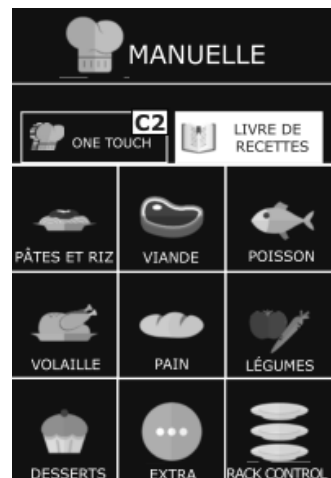 MANUELLE
C2
ONE TOUCH
LIVRE DE
RECETTES
PÂTES ET RIZ
VIANDE
POISSON
VOLAILLE
PAIN
LÉGUMES
DESSERTS
EXTRA
RACK CONTROL